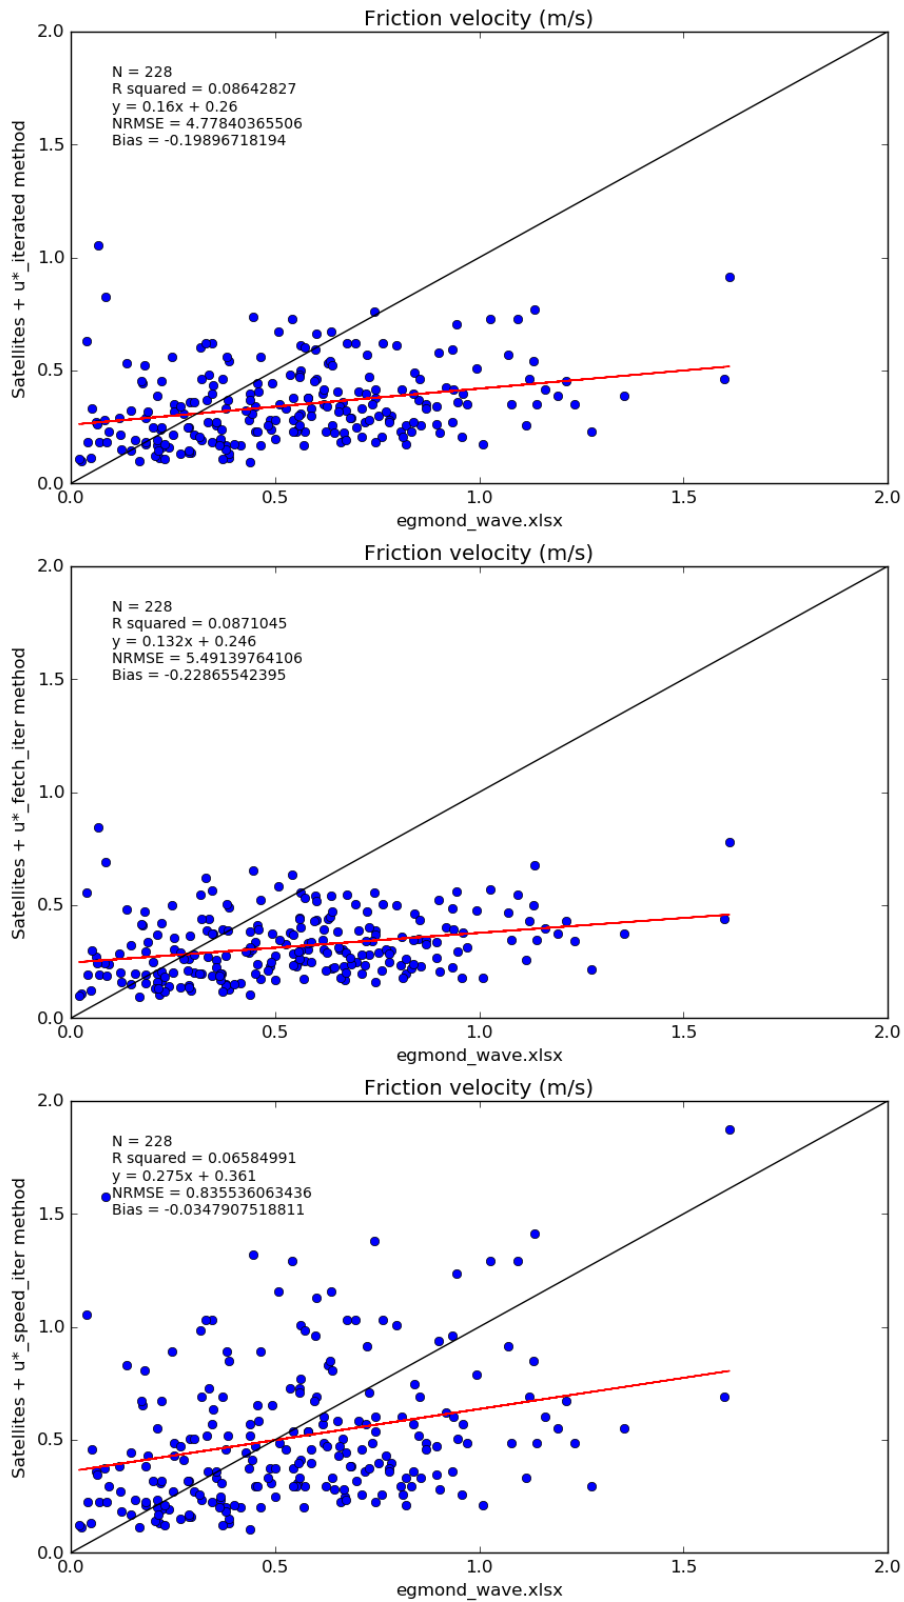 Friction velocity (m/s)
2.0
N = 228
R squared = 0.08642827
y = 0.16x + 0.26
NRMSE = 4.77840365506
Bias = -0.19896718194
1.5
1.0
0.5
0.0
Satellites + u*_iterated method
0.0 0.5 1.0 1.5 2.0
egmond_wave.xlsx
Friction velocity (m/s)
2.0
N = 228
R squared = 0.0871045
y = 0.132x + 0.246
NRMSE = 5.49139764106
Bias = -0.22865542395
1.5
1.0
0.5
0.0
Satellites + u*_fetch_iter method
0.0 0.5 1.0 1.5 2.0
egmond_wave.xlsx
Friction velocity (m/s)
2.0
N = 228
R squared = 0.06584991
y = 0.275x + 0.361
NRMSE = 0.835536063436
Bias = -0.0347907518811
1.5
1.0
0.5
0.0
Satellites + u*_speed_iter method
0.0 0.5 1.0 1.5 2.0
egmond_wave.xlsx